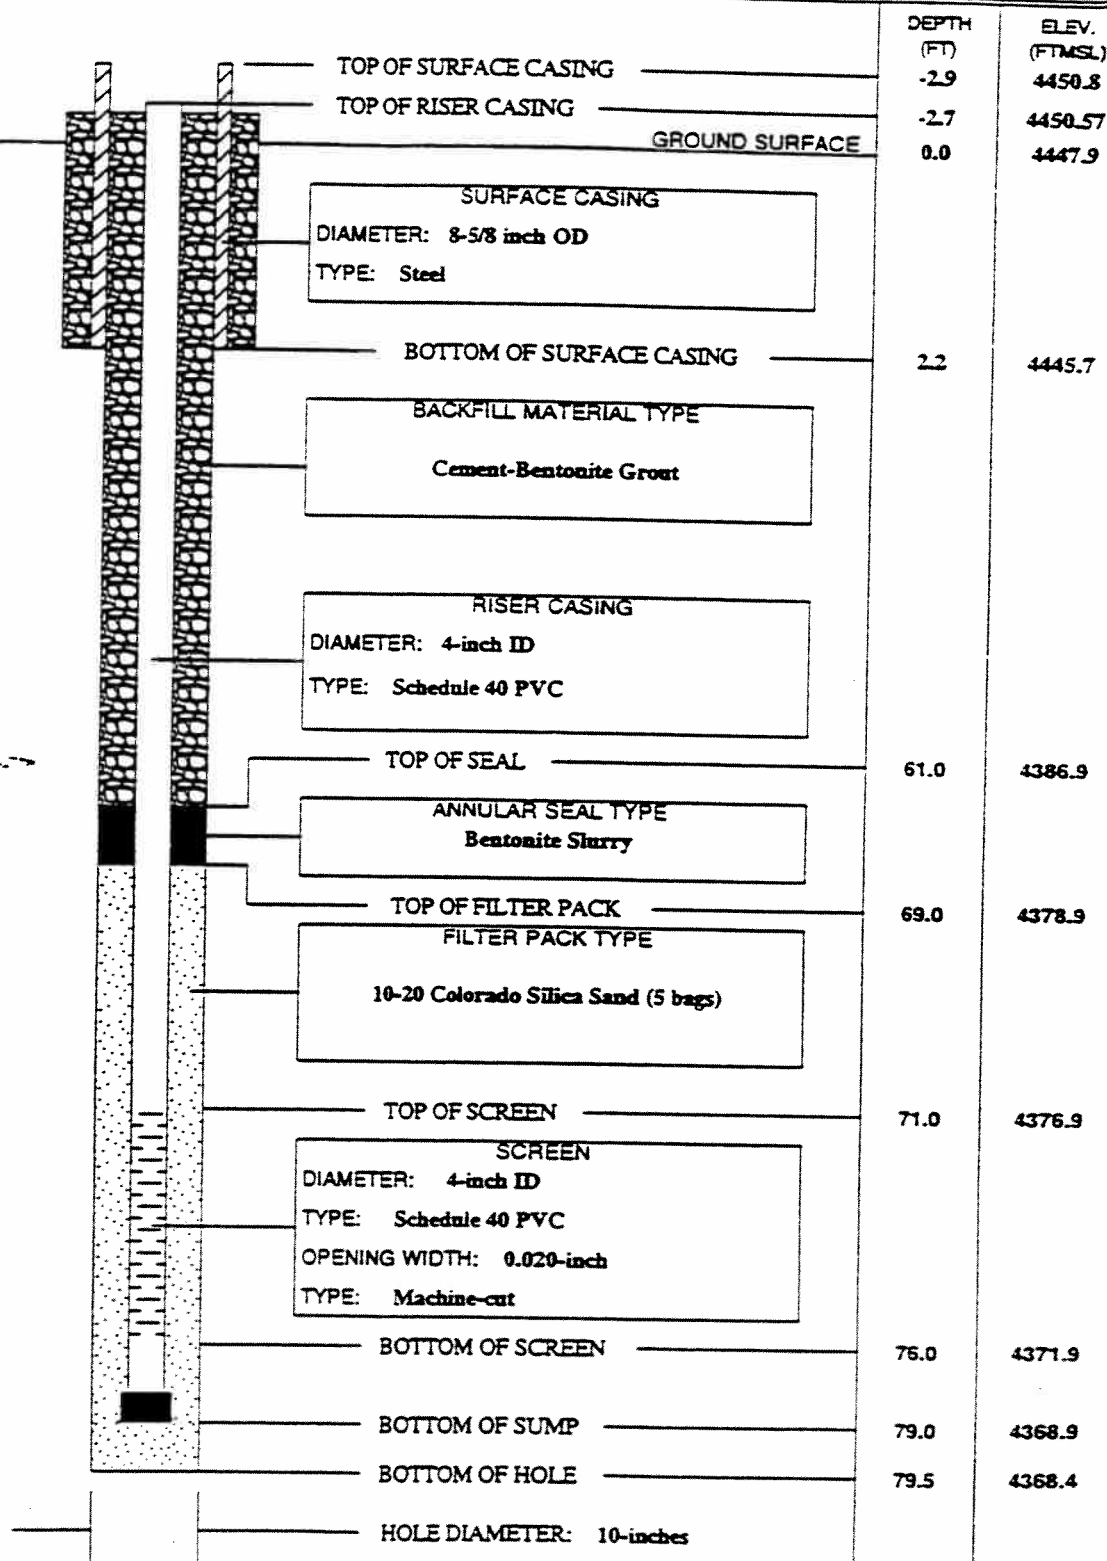 DEPTH ELEV.
(FT) (FTMSL)
TOP OF SURFACE CASING -2.9 4450.8
TOP OF RISER CASING -2.7 4450.57
GROUND SURFACE 0.0 4447.9
SURFACE CASING
DIAMETER: 8-5/8 inch OD
TYPE: Steel
BOTTOM OF SURFACE CASING 2.2 4445.7
BACKFILL MATERIAL TYPE
Cement-Bentonite Grout
RISER CASING
DIAMETER: 4-inch ID
TYPE: Schedule 40 PVC
TOP OF SEAL 61.0 4386.9
ANNULAR SEAL TYPE
Bentonite Slurry
TOP OF FILTER PACK 69.0 4378.9
FILTER PACK TYPE
10-20 Colorado Silica Sand (5 bags)
TOP OF SCREEN 71.0 4376.9
SCREEN
DIAMETER: 4-inch ID
TYPE: Schedule 40 PVC
OPENING WIDTH: 0.020-inch
TYPE: Machine-cut
BOTTOM OF SCREEN 76.0 4371.9
BOTTOM OF SUMP 79.0 4368.9
BOTTOM OF HOLE 79.5 4368.4
HOLE DIAMETER: 10-inches